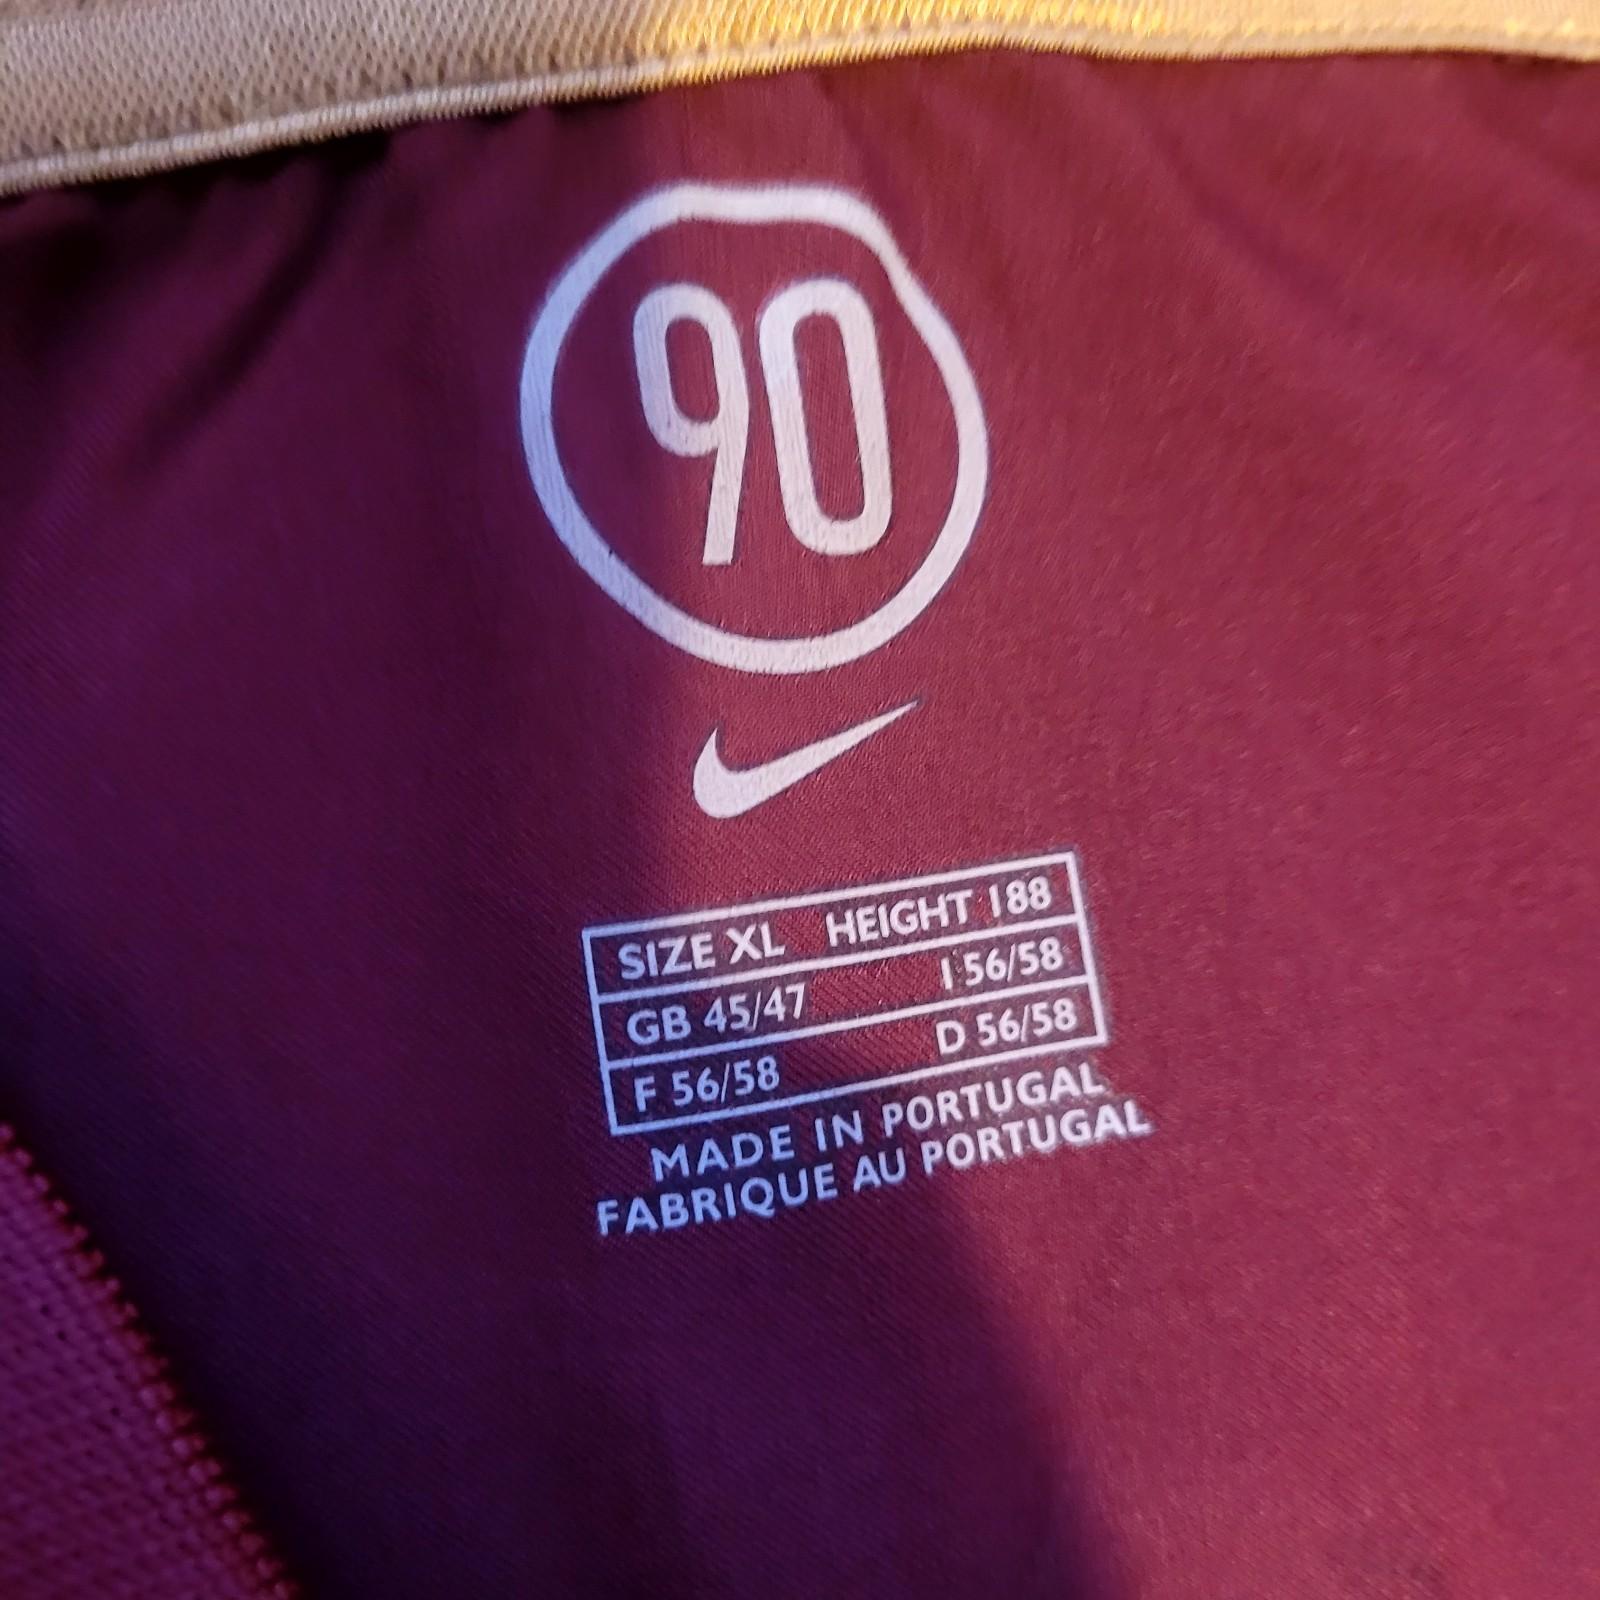 90
SIZE XL HEIGHT 188
GB 45/47 I 56/58
F 56/58 D 56/58
MADE IN PORTUGAL
FABRIQUE AU PORTUGAL